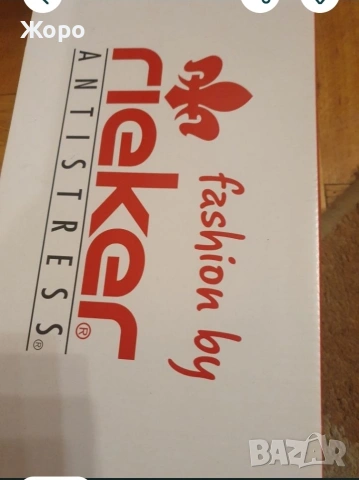 Жоро
fashion by
rieker®
ANTISTRESS®
BAZAR